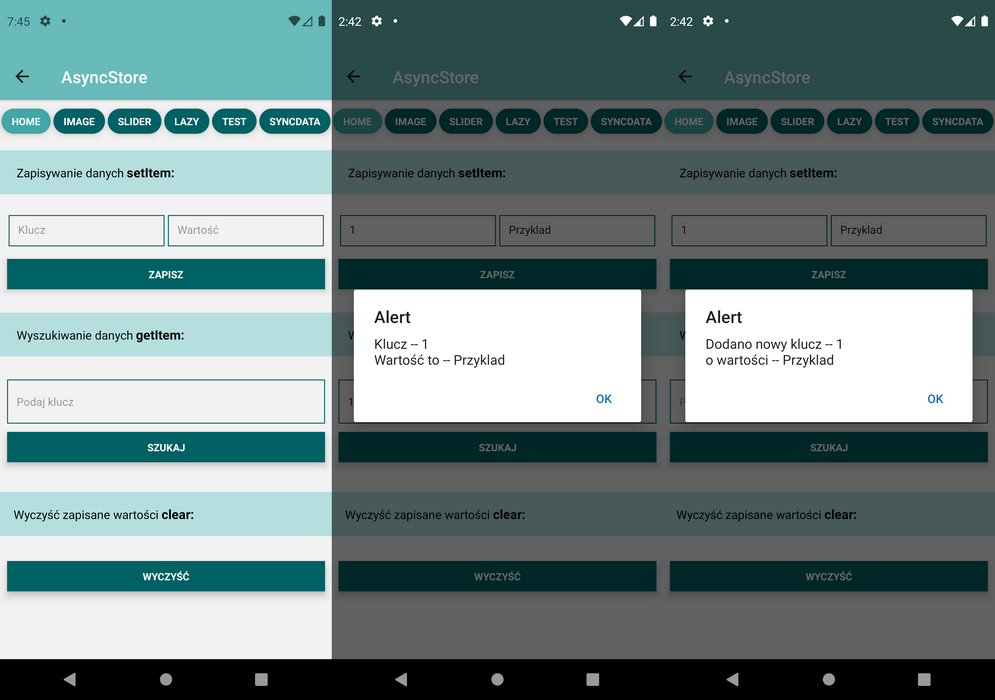 7:45
AsyncStore
HOME IMAGE SLIDER LAZY TEST SYNCDATA
Zapisywanie danych setItem:
Klucz Wartość
ZAPISZ
Wyszukiwanie danych getItem:
Podaj klucz
SZUKAJ
Wyczyść zapisane wartości clear:
WYCZYŚĆ
2:42
AsyncStore
HOME IMAGE SLIDER LAZY TEST SYNCDATA
Zapisywanie danych setItem:
1 Przyklad
ZAPISZ
W
Alert
Klucz -- 1
Wartość to -- Przyklad
OK
1
SZUKAJ
Wyczyść zapisane wartości clear:
WYCZYŚĆ
2:42
AsyncStore
HOME IMAGE SLIDER LAZY TEST SYNCDATA
Zapisywanie danych setItem:
1 Przyklad
ZAPISZ
W
Alert
Dodano nowy klucz -- 1
o wartości -- Przyklad
OK
P
SZUKAJ
Wyczyść zapisane wartości clear:
WYCZYŚĆ